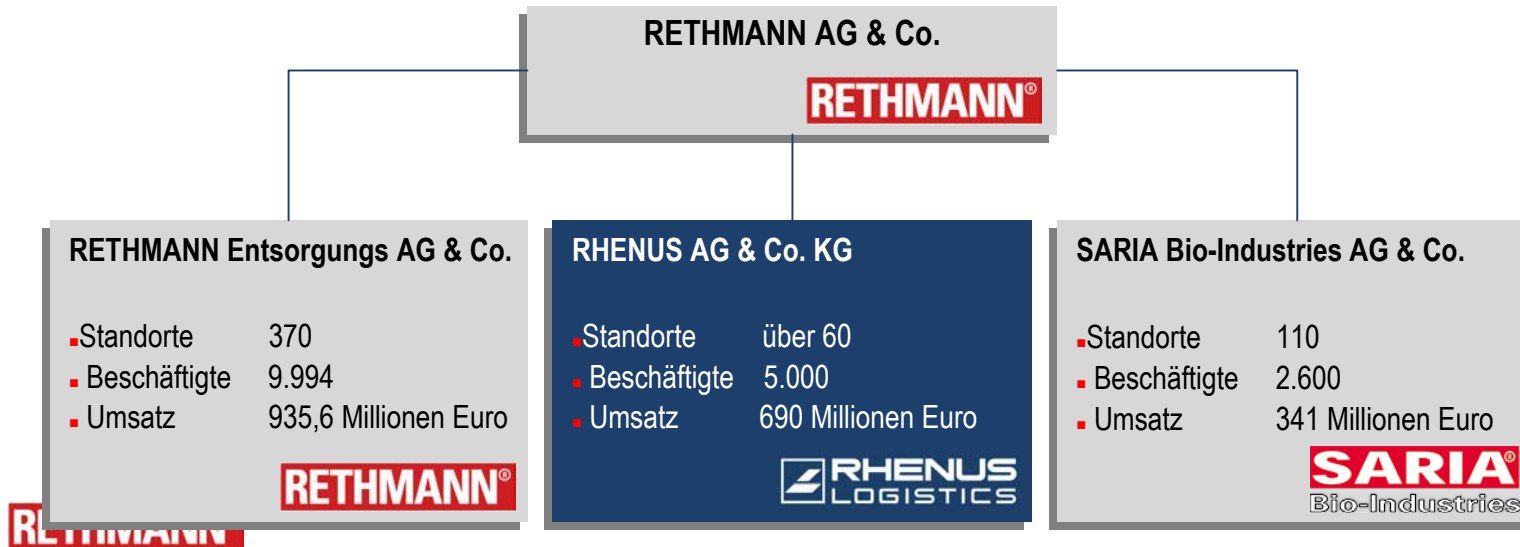 RETHMANN AG & Co.
RETHMANN®
RETHMANN Entsorgungs AG & Co.
Standorte 370
Beschäftigte 9.994
Umsatz 935,6 Millionen Euro
RETHMANN®
RHENUS AG & Co. KG
Standorte über 60
Beschäftigte 5.000
Umsatz 690 Millionen Euro
RHENUS
LOGISTICS
SARIA Bio-Industries AG & Co.
Standorte 110
Beschäftigte 2.600
Umsatz 341 Millionen Euro
SARIA®
Bio-Industries
RETHMANN